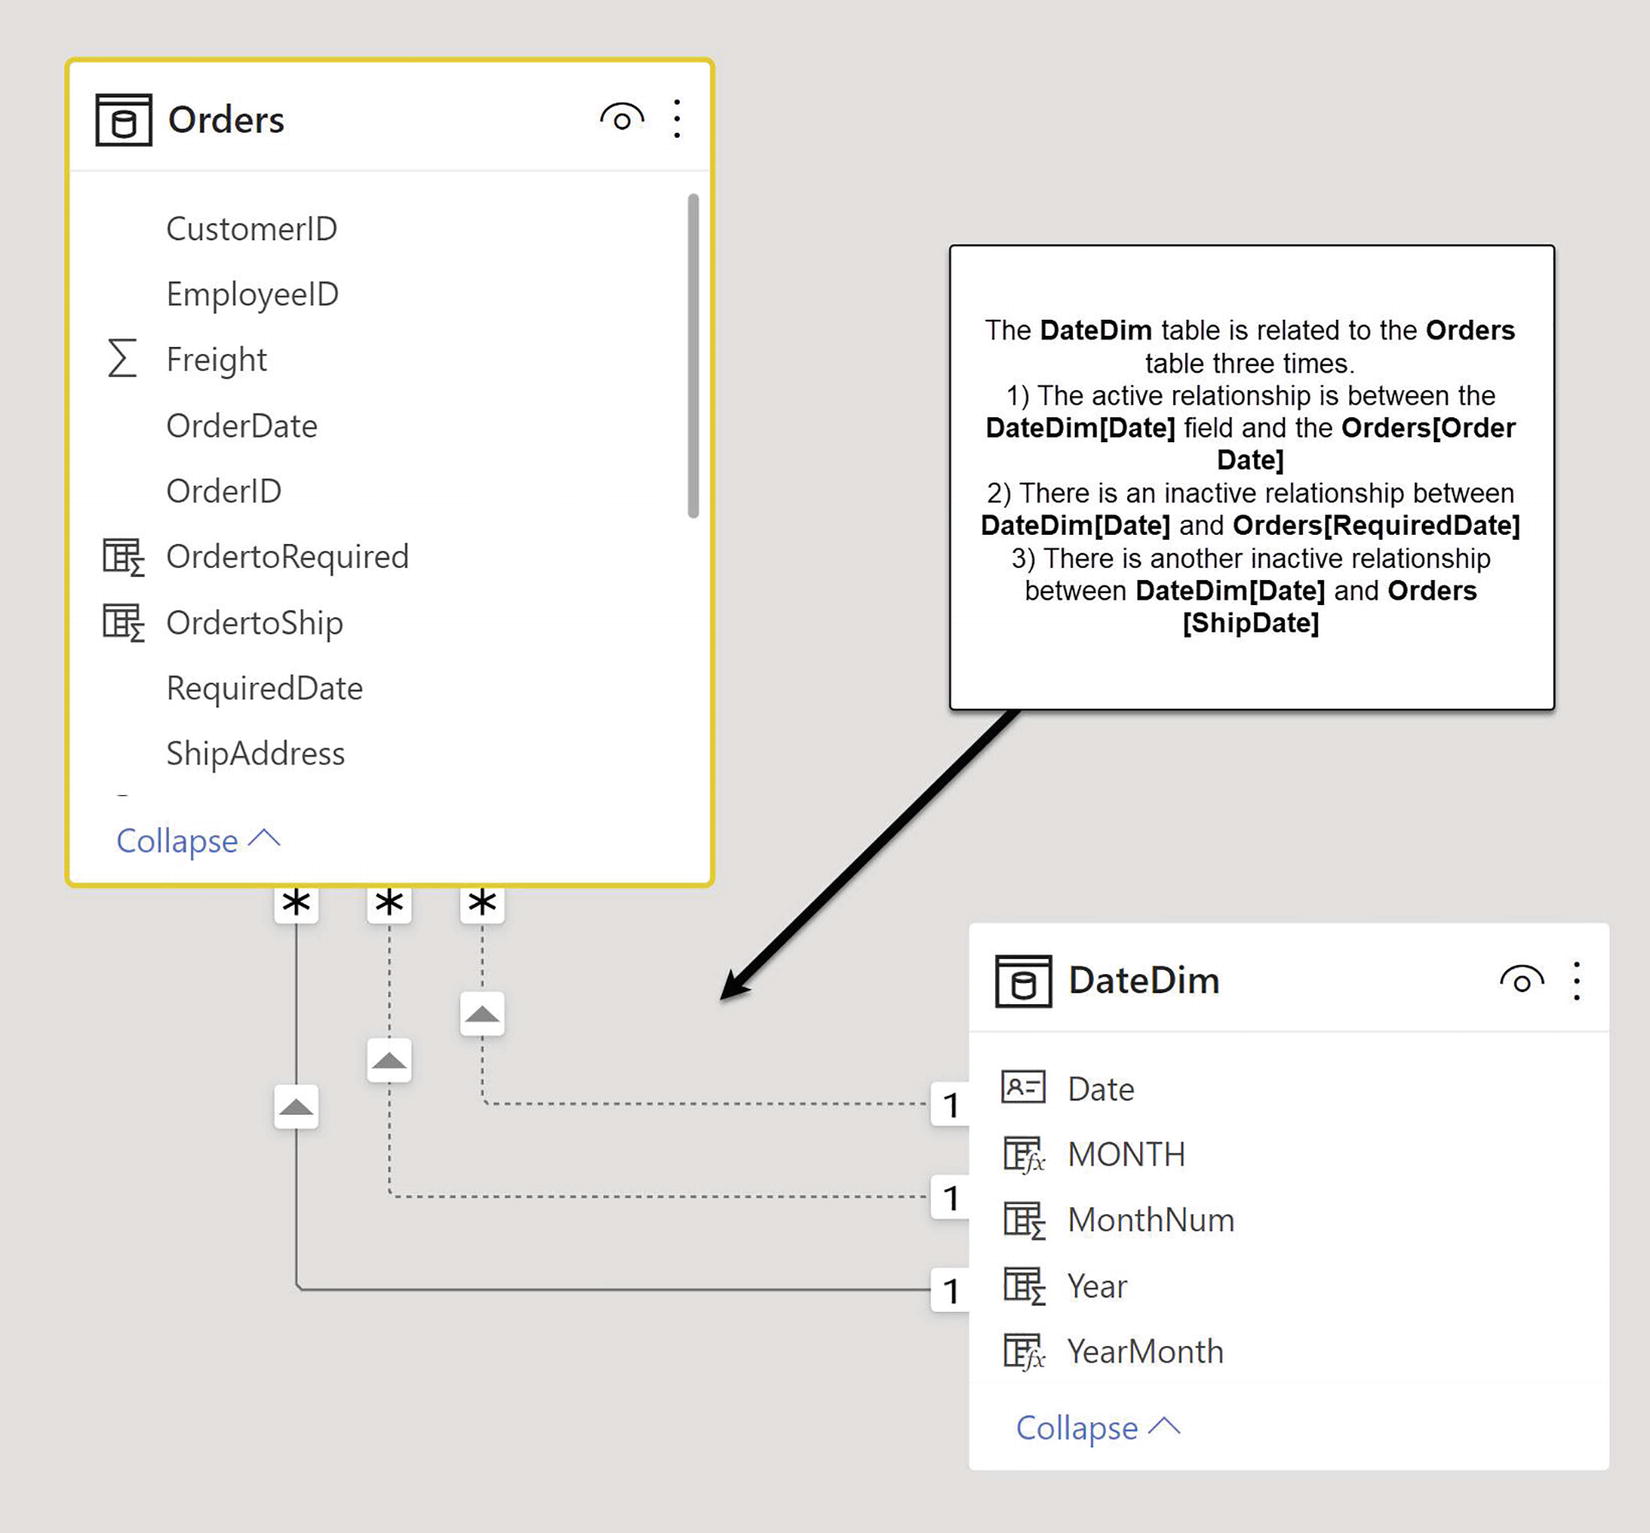 Orders
CustomerID
EmployeeID
Freight
OrderDate
OrderID
OrdertoRequired
OrdertoShip
RequiredDate
ShipAddress
Collapse
The DateDim table is related to the Orders
table three times.
1) The active relationship is between the
DateDim[Date] field and the Orders[Order
Date]
2) There is an inactive relationship between
DateDim[Date] and Orders[RequiredDate]
3) There is another inactive relationship
between DateDim[Date] and Orders
[ShipDate]
* * *
1
1
1
DateDim
Date
MONTH
MonthNum
Year
YearMonth
Collapse